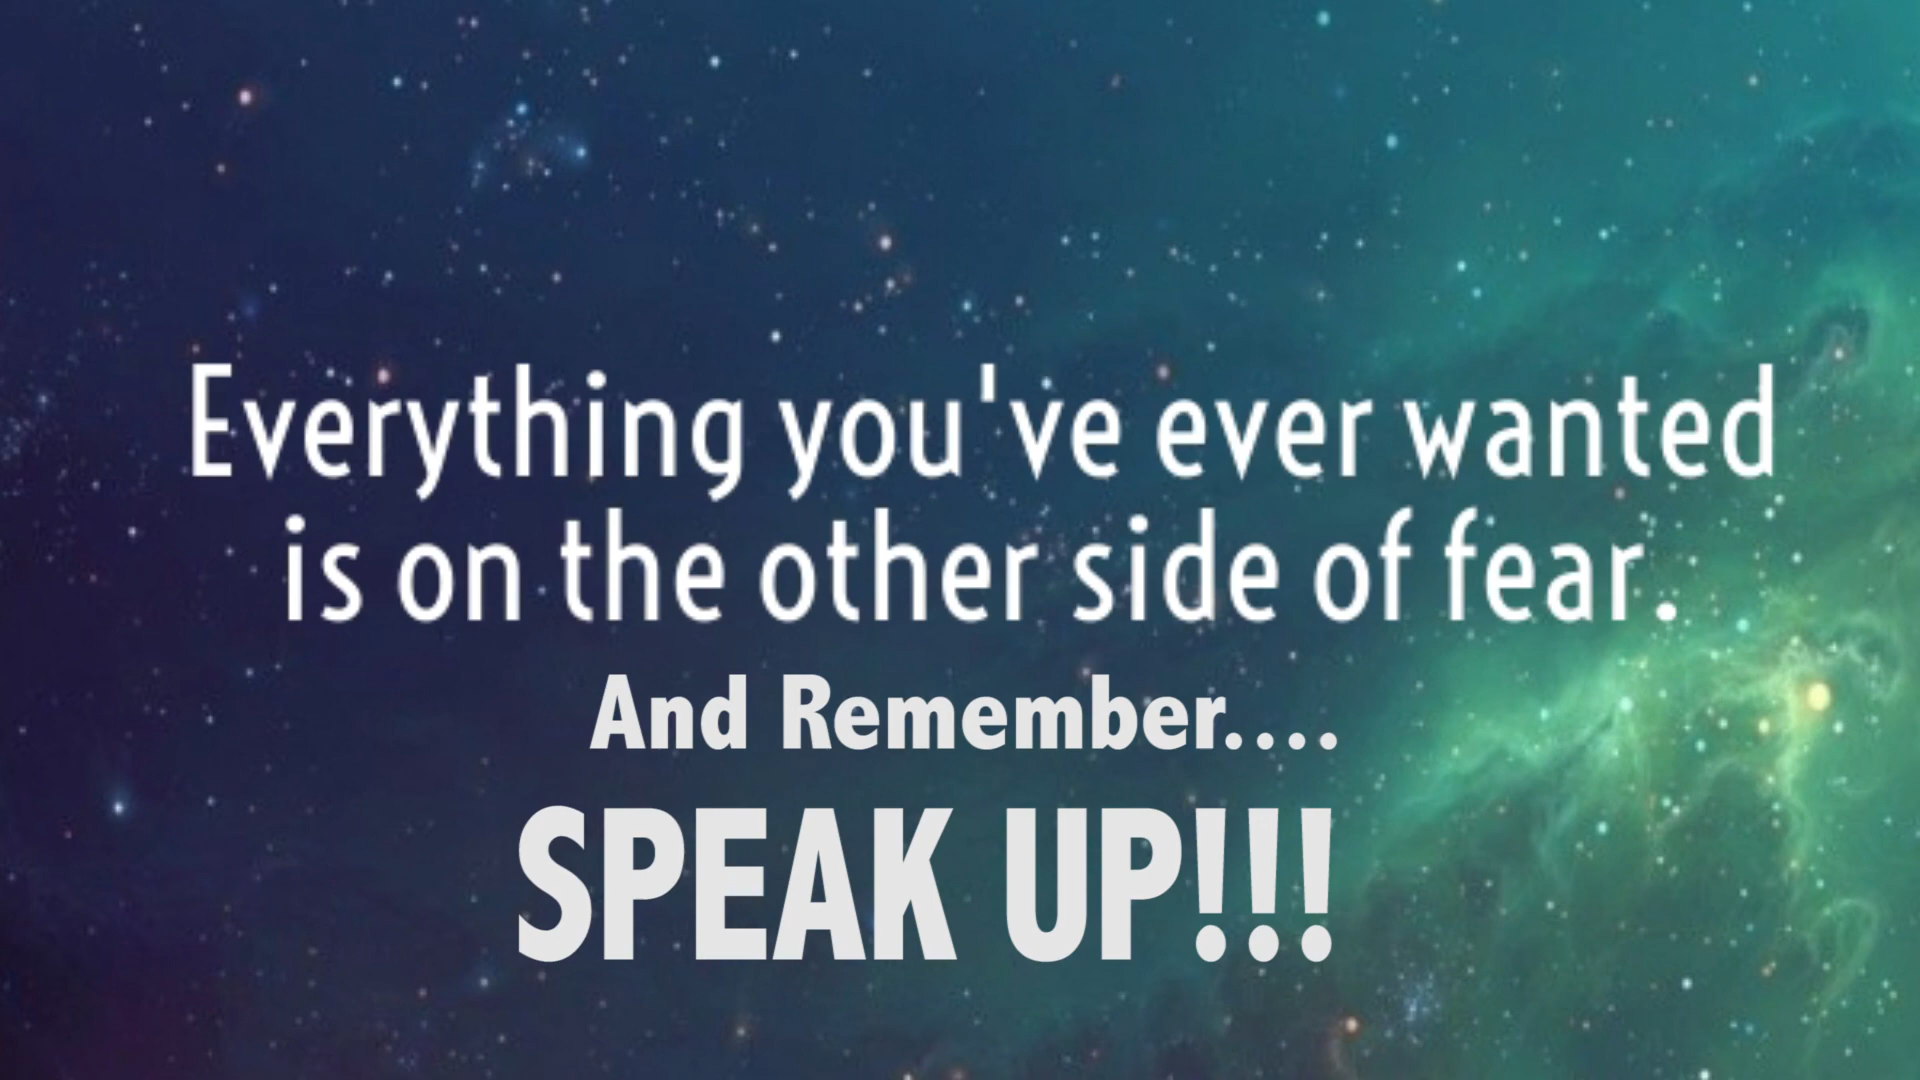 Everything you've ever wanted
is on the other side of fear.
And Remember....
SPEAK UP!!!